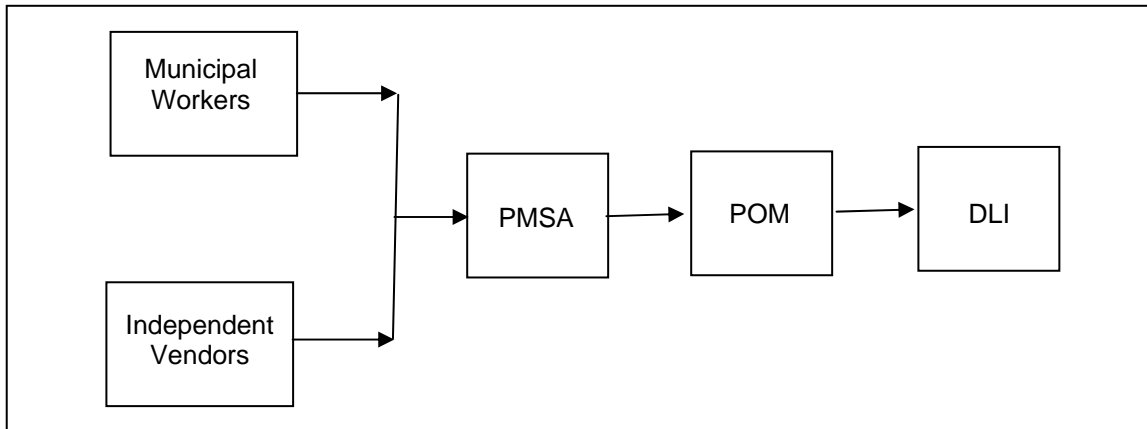 Municipal
Workers
Independent
Vendors
PMSA
POM
DLI